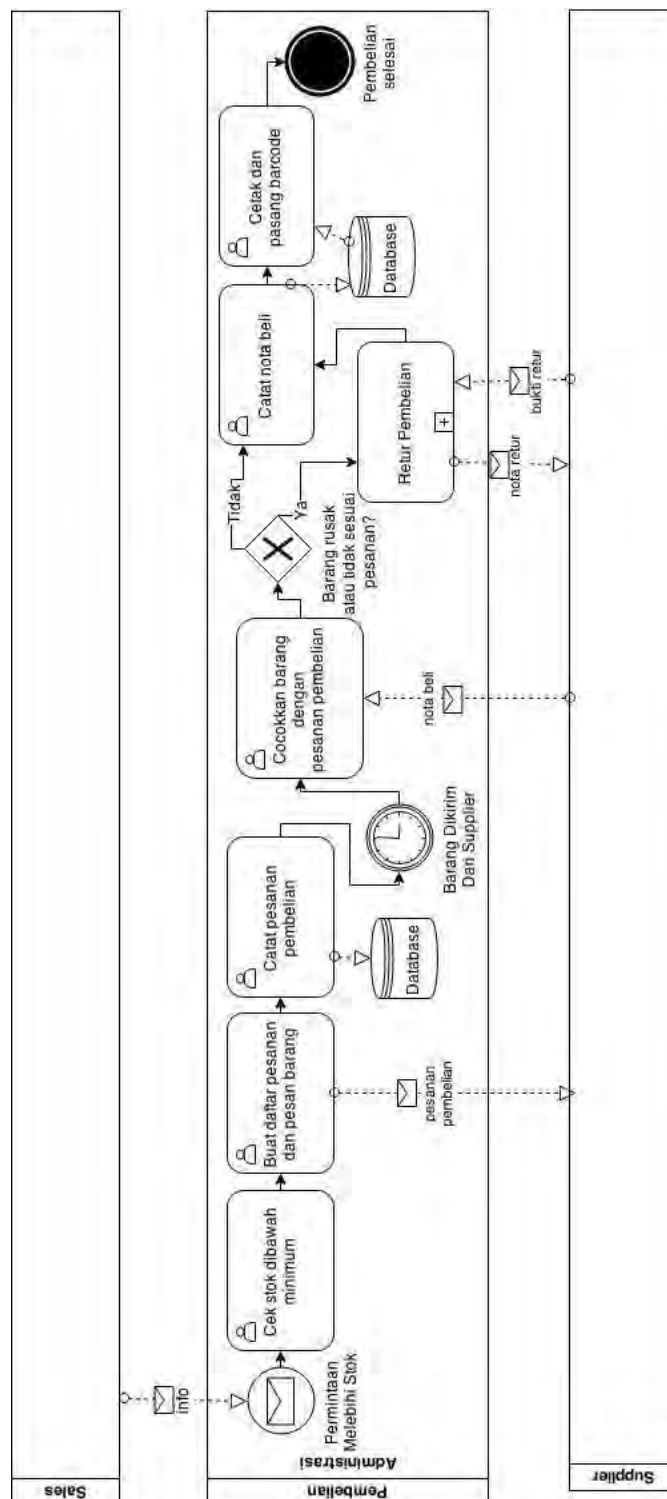 Sales
info
Pembelian
Administrasi
Permintaan
Melebihi Stok
Cek stok dibawah
minimum
Buat daftar pesanan
dan pesan barang
pesanan
pembelian
Catat pesanan
pembelian
Database
Barang Dikirim
Dari Supplier
Cocokkan barang
dengan
pesanan pembelian
nota beli
Barang rusak
atau tidak sesuai
pesanan?
Tidak
Ya
Retur Pembelian
nota retur
bukti retur
Catat nota beli
Database
Cetak dan
pasang barcode
Pembelian
selesai
Supplier